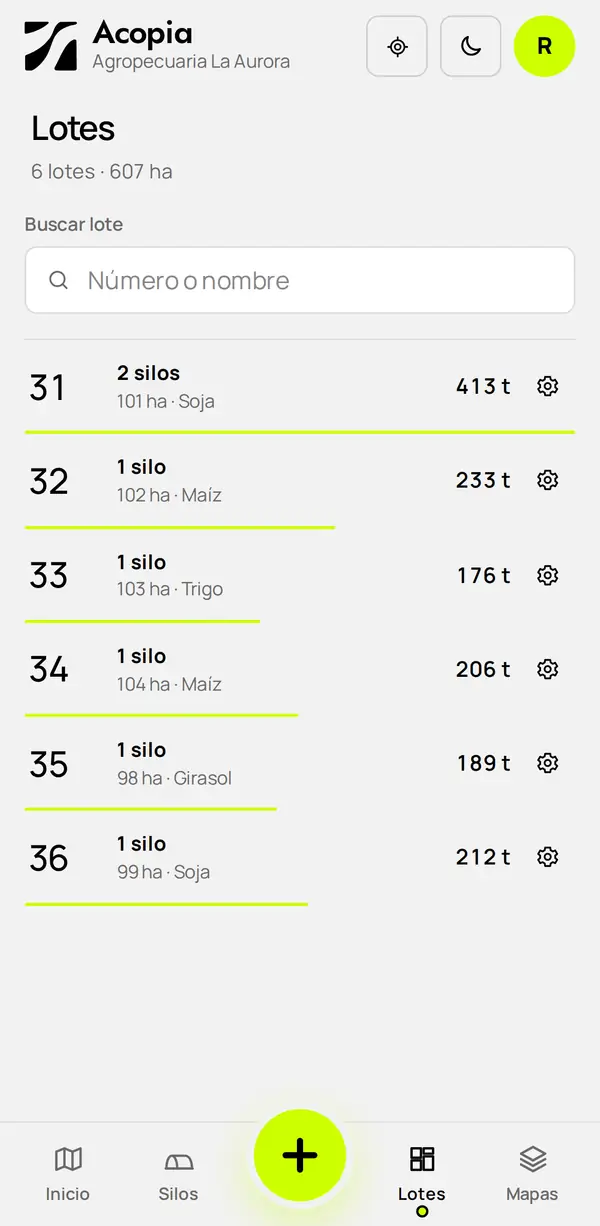 Acopia
Agropecuaria La Aurora
R
Lotes
6 lotes · 607 ha
Buscar lote
Número o nombre
31
2 silos
101 ha · Soja
413 t
32
1 silo
102 ha · Maíz
233 t
33
1 silo
103 ha · Trigo
176 t
34
1 silo
104 ha · Maíz
206 t
35
1 silo
98 ha · Girasol
189 t
36
1 silo
99 ha · Soja
212 t
Inicio
Silos
Lotes
Mapas